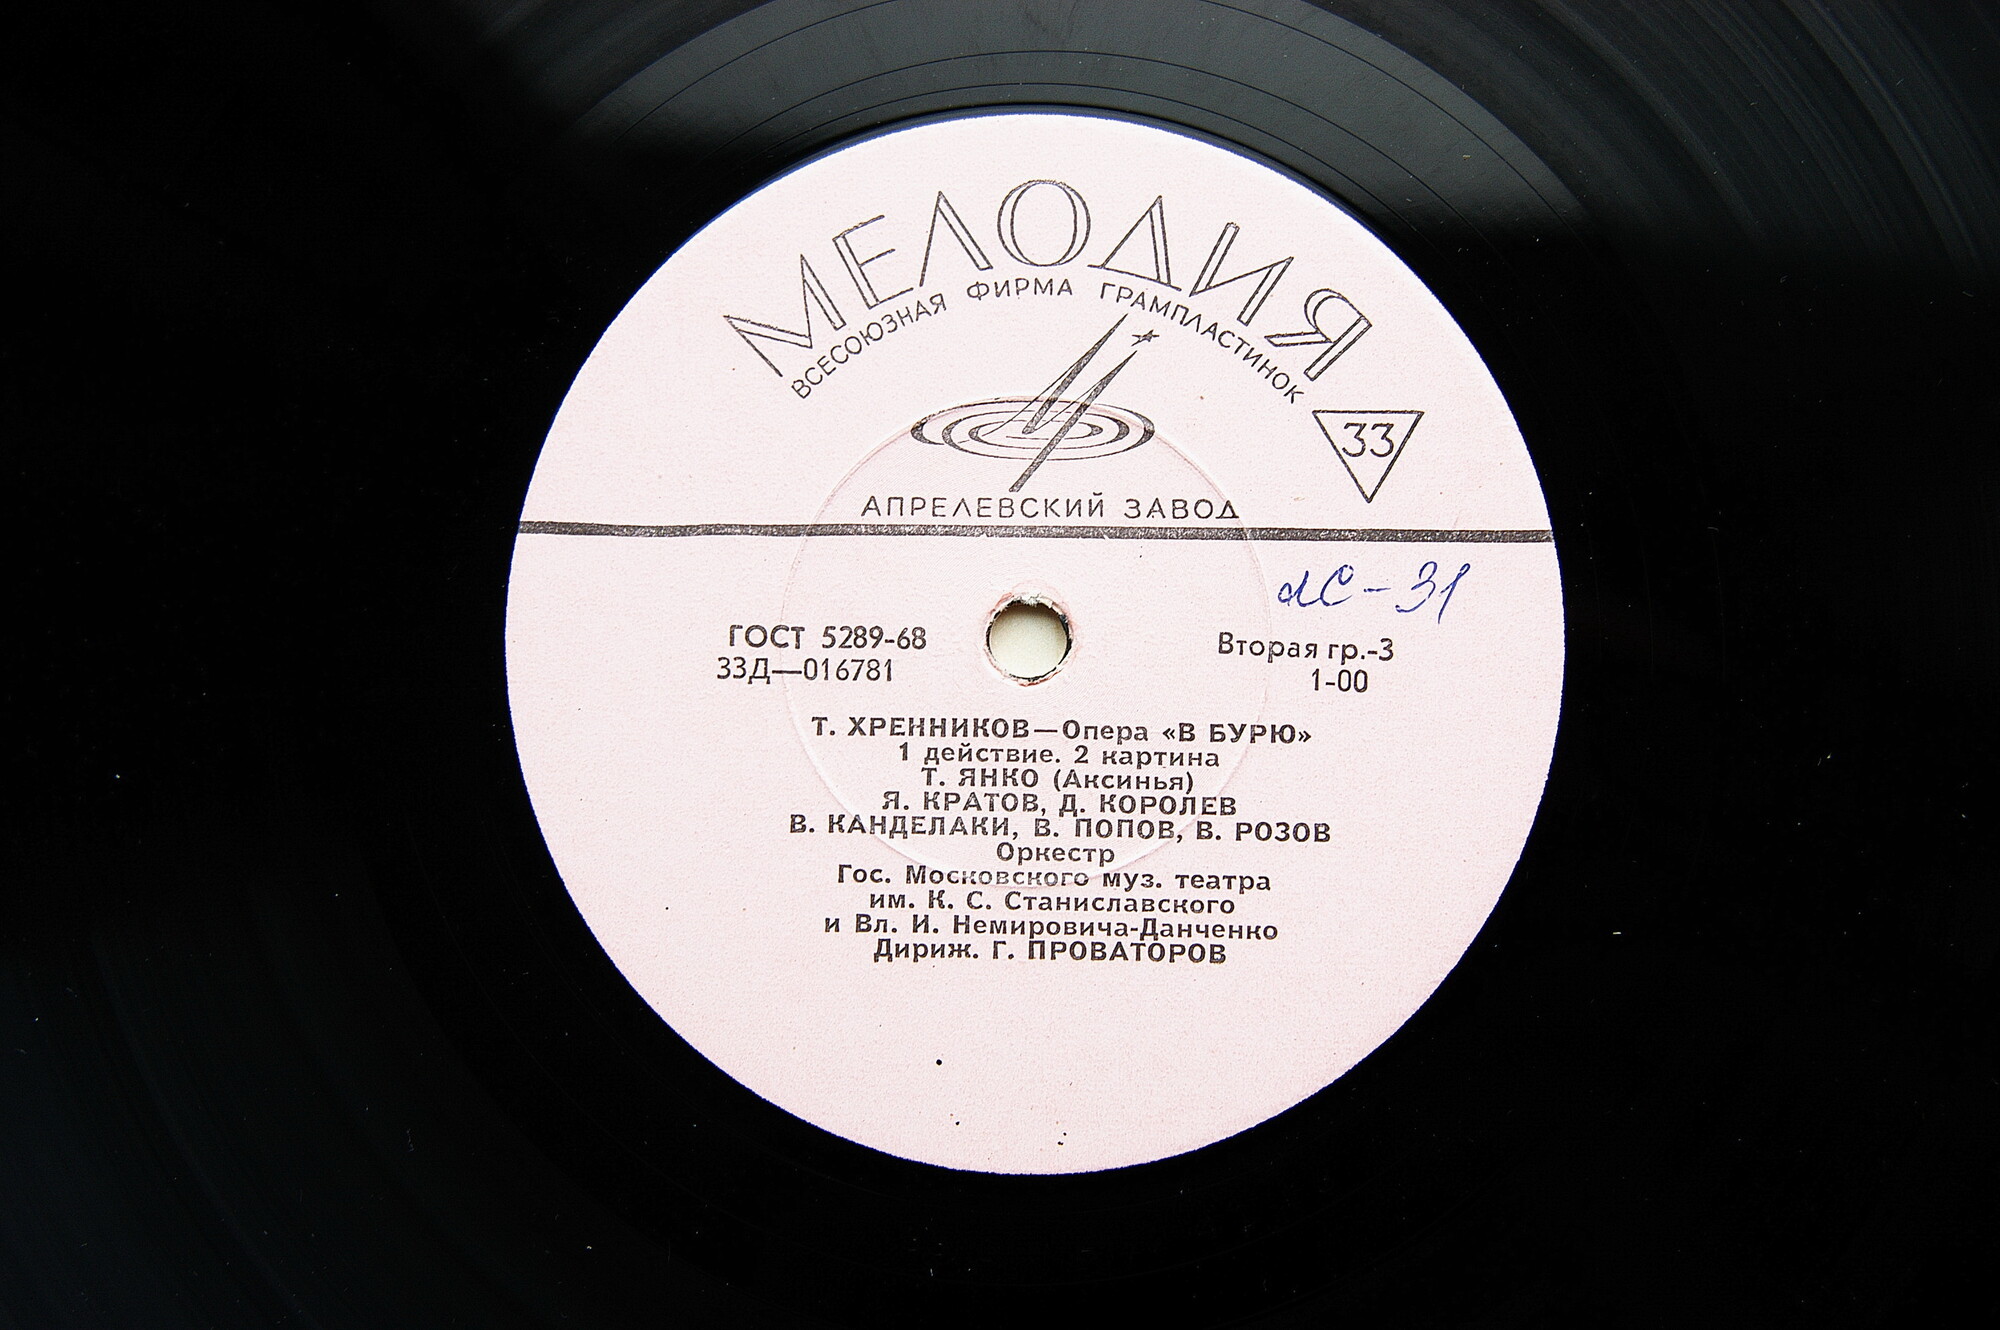 МЕЛОДИЯ
ВСЕСОЮЗНАЯ ФИРМА ГРАМПЛАСТИНОК
33
АПРЕЛЕВСКИЙ ЗАВОД
ГОСТ 5289-68
33Д—016781
Вторая гр.-3
1-00
Т. ХРЕННИКОВ—Опера «В БУРЮ»
1 действие. 2 картина
Т. ЯНКО (Аксинья)
Я. КРАТОВ, Д. КОРОЛЕВ
В. КАНДЕЛАКИ, В. ПОПОВ, В. РОЗОВ
Оркестр
Гос. Московского муз. театра
им. К. С. Станиславского
и Вл. И. Немировича-Данченко
Дириж. Г. ПРОВАТОРОВ